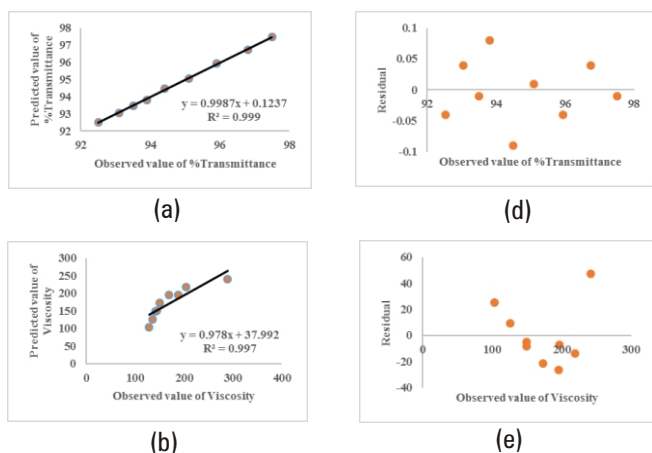 98
97
96
95
94
93
92
92
94
96
98
Predicted value of
%Transmittance
y = 0.9987x + 0.1237
R² = 0.999
Observed value of %Transmittance
(a)
0.1
0.05
0
-0.05
-0.1
92
94
96
98
Residual
Observed value of %Transmittance
(d)
300
250
200
150
100
50
0
0
100
200
300
400
Predicted value of
Viscosity
y = 0.978x + 37.992
R² = 0.997
Observed value of Viscosity
(b)
60
40
20
0
-20
-40
0
100
200
300
Residual
Observed value of Viscosity
(e)